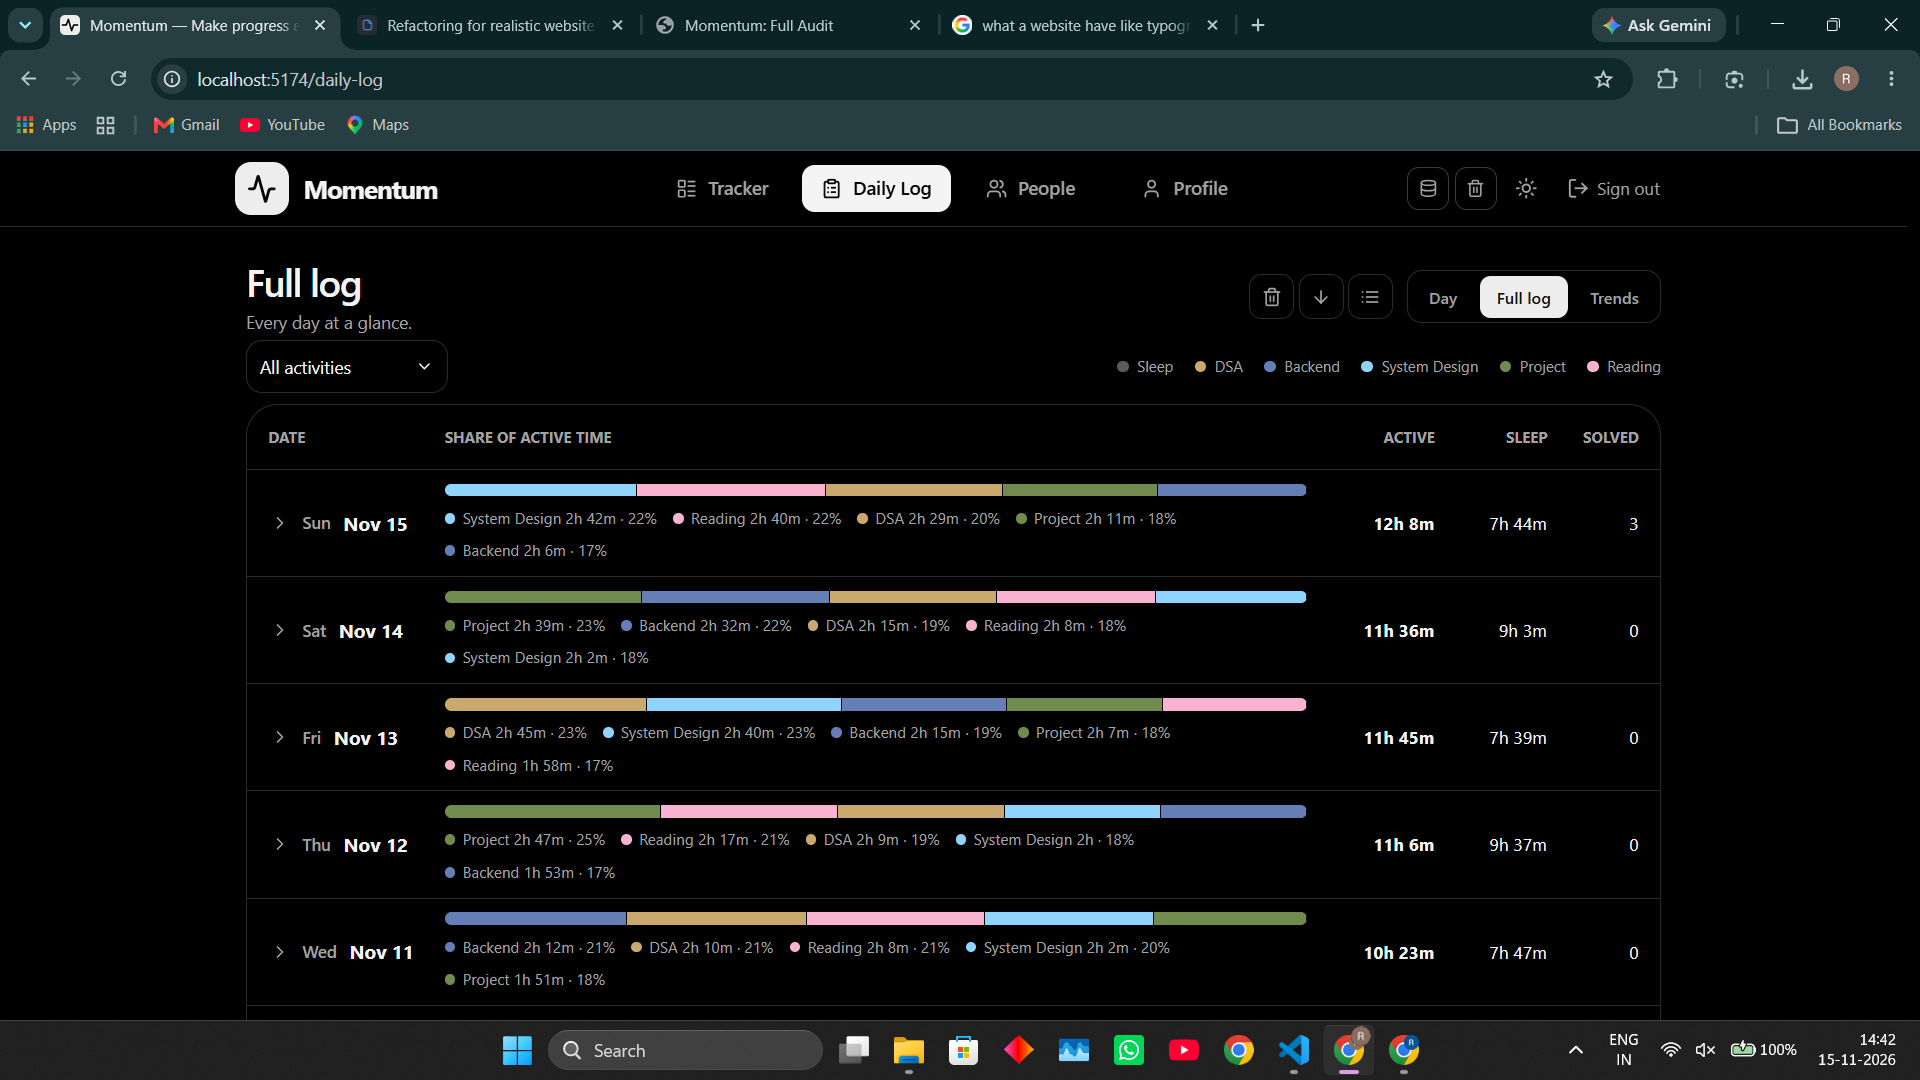 Momentum — Make progress e
Refactoring for realistic website
Momentum: Full Audit
what a website have like typogr
Ask Gemini
localhost:5174/daily-log
R
Apps
Gmail
YouTube
Maps
All Bookmarks
Momentum
Tracker
Daily Log
People
Profile
Sign out
Full log
Every day at a glance.
Day
Full log
Trends
All activities
Sleep
DSA
Backend
System Design
Project
Reading
DATE
SHARE OF ACTIVE TIME
ACTIVE
SLEEP
SOLVED
Sun Nov 15
System Design 2h 42m · 22% Reading 2h 40m · 22% DSA 2h 29m · 20% Project 2h 11m · 18%
Backend 2h 6m · 17%
12h 8m
7h 44m
3
Sat Nov 14
Project 2h 39m · 23% Backend 2h 32m · 22% DSA 2h 15m · 19% Reading 2h 8m · 18%
System Design 2h 2m · 18%
11h 36m
9h 3m
0
Fri Nov 13
DSA 2h 45m · 23% System Design 2h 40m · 23% Backend 2h 15m · 19% Project 2h 7m · 18%
Reading 1h 58m · 17%
11h 45m
7h 39m
0
Thu Nov 12
Project 2h 47m · 25% Reading 2h 17m · 21% DSA 2h 9m · 19% System Design 2h · 18%
Backend 1h 53m · 17%
11h 6m
9h 37m
0
Wed Nov 11
Backend 2h 12m · 21% DSA 2h 10m · 21% Reading 2h 8m · 21% System Design 2h 2m · 20%
Project 1h 51m · 18%
10h 23m
7h 47m
0
Search
R
R
ENG
IN
100%
14:42
15-11-2026